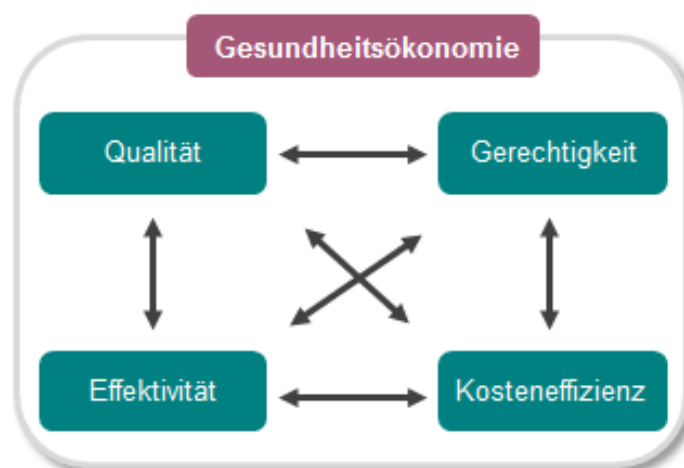 Gesundheitsökonomie
Qualität
Gerechtigkeit
Effektivität
Kosteneffizienz